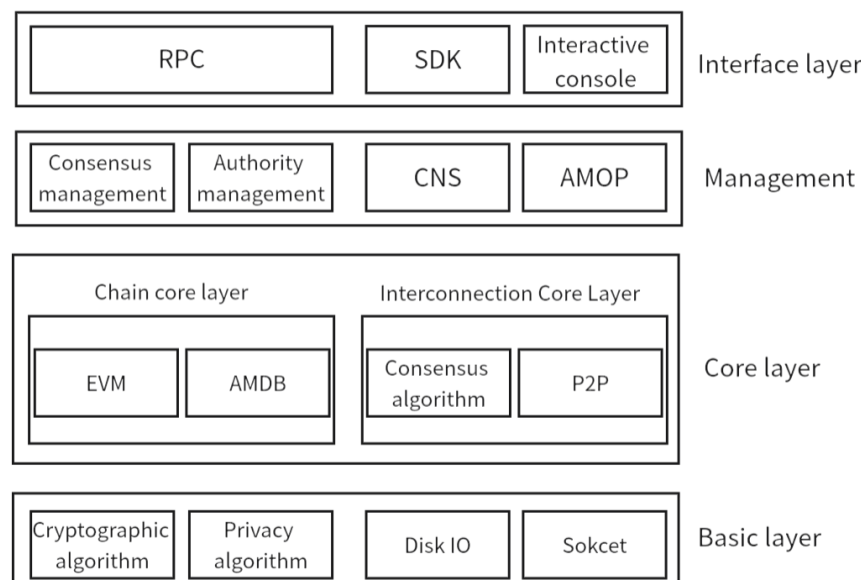 RPC
SDK
Interactive
console
Interface layer
Consensus
management
Authority
management
CNS
AMOP
Management
Chain core layer
Interconnection Core Layer
EVM
AMDB
Consensus
algorithm
P2P
Core layer
Cryptographic
algorithm
Privacy
algorithm
Disk IO
Sokcet
Basic layer